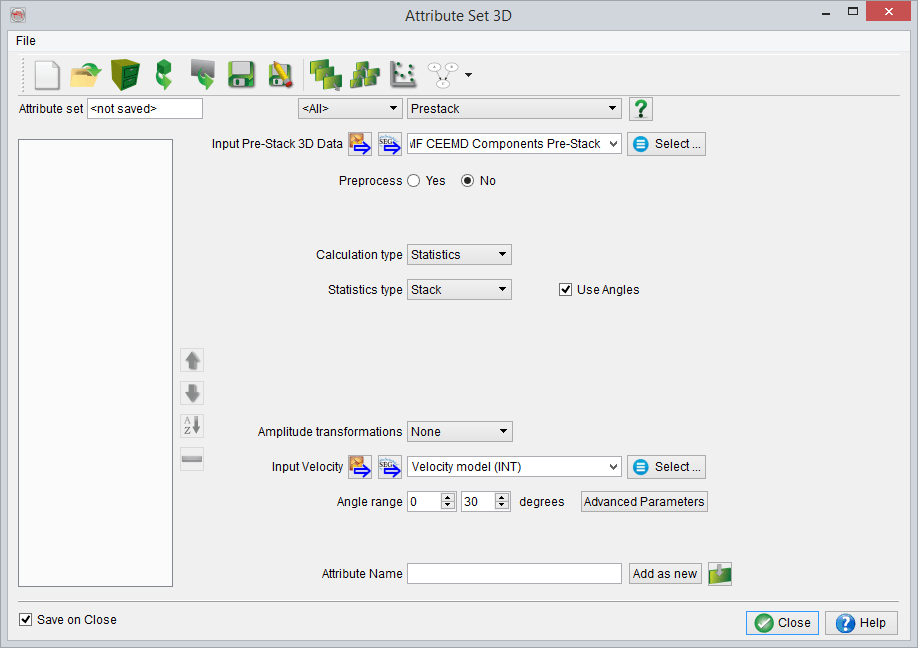 Attribute Set 3D
File
Attribute set <not saved> <All> Prestack ?
Input Pre-Stack 3D Data SEG MF CEEMD Components Pre-Stack Select ...
Preprocess Yes No
Calculation type Statistics
Statistics type Stack Use Angles
A
Z
Amplitude transformations None
Input Velocity SEG Velocity model (INT) Select ...
Angle range 0 30 degrees Advanced Parameters
Attribute Name Add as new
Save on Close Close ? Help